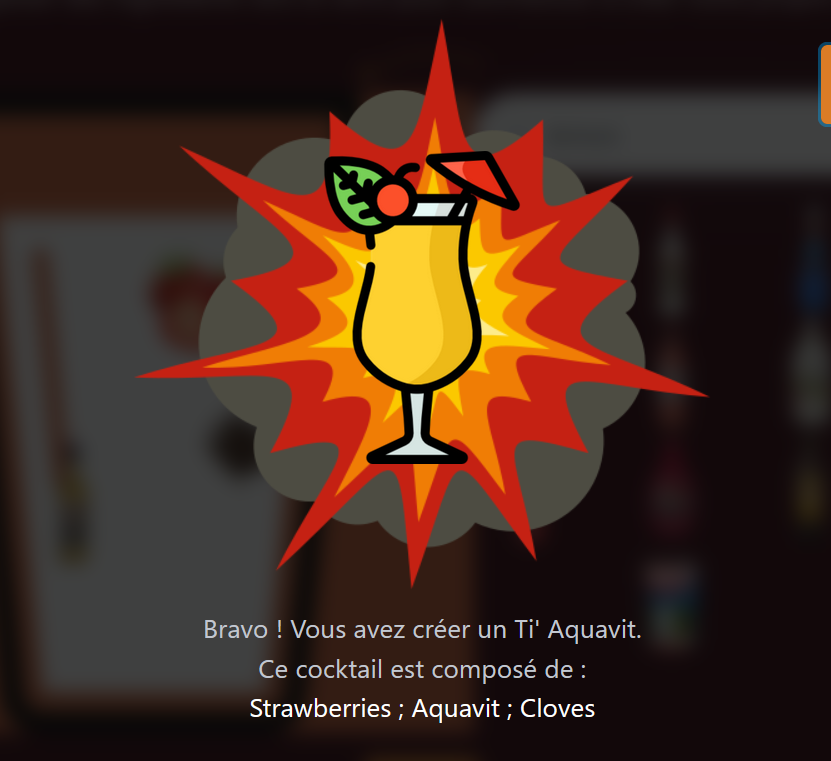 Bravo ! Vous avez créer un Ti' Aquavit.
Ce cocktail est composé de :
Strawberries ; Aquavit ; Cloves